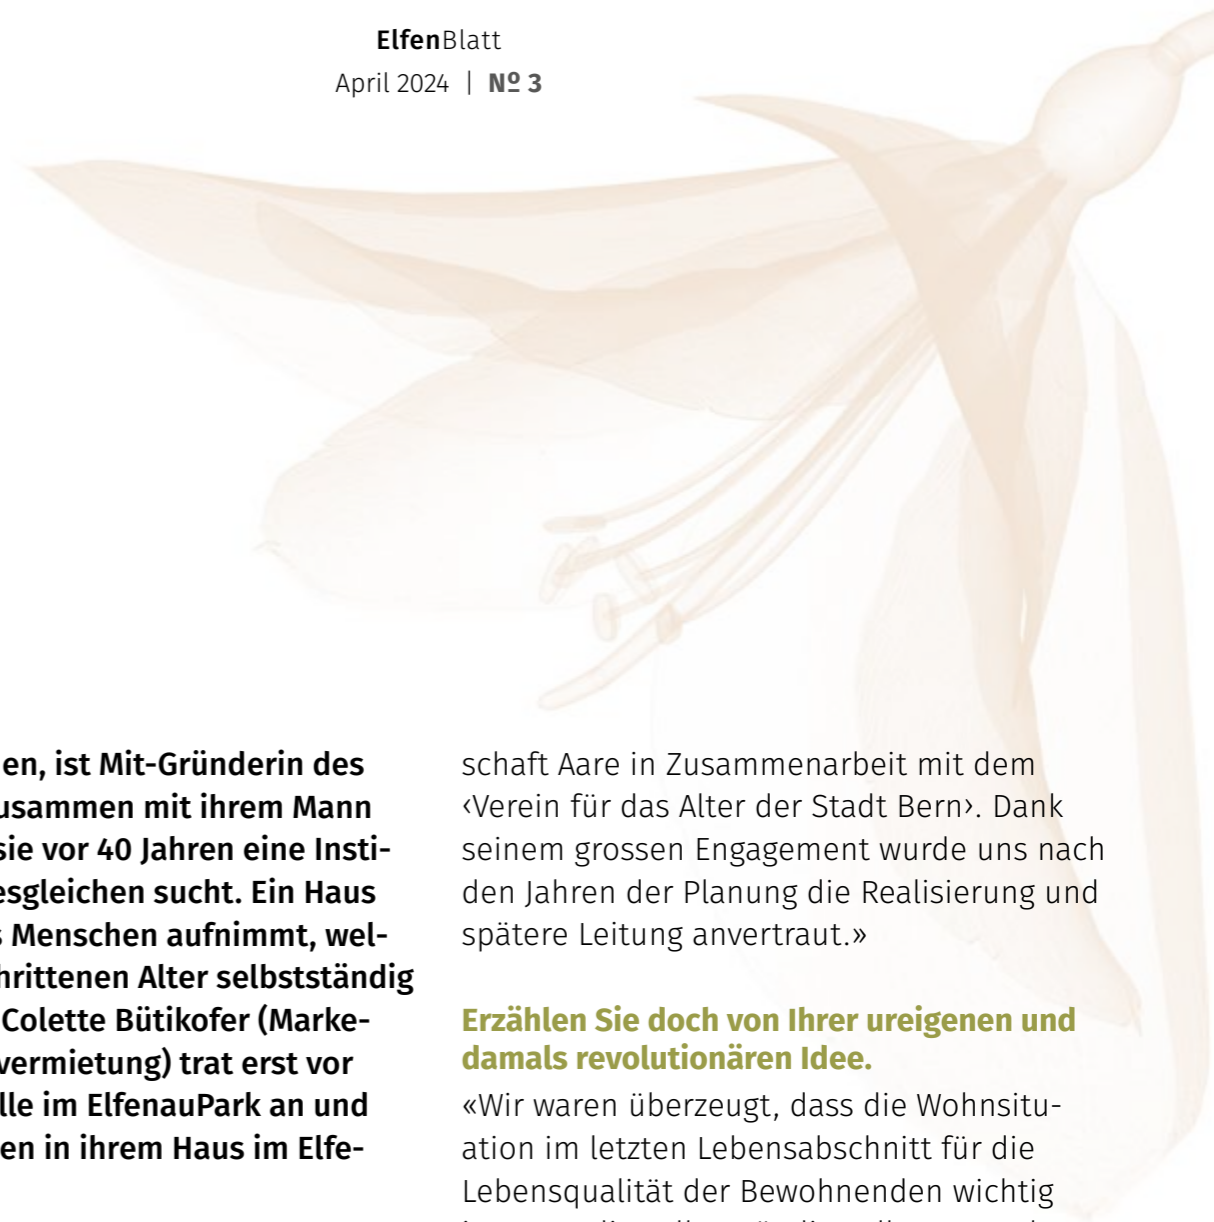 ElfenBlatt
April 2024 | Nº 3
en, ist Mit-Gründerin des
usammen mit ihrem Mann
sie vor 40 Jahren eine Insti-
esgleichen sucht. Ein Haus
s Menschen aufnimmt, wel-
hrittenen Alter selbstständig
Colette Bütikofer (Marke-
vermietung) trat erst vor
lle im ElfenauPark an und
en in ihrem Haus im Elfe-
schaft Aare in Zusammenarbeit mit dem
‹Verein für das Alter der Stadt Bern›. Dank
seinem grossen Engagement wurde uns nach
den Jahren der Planung die Realisierung und
spätere Leitung anvertraut.»
Erzählen Sie doch von Ihrer ureigenen und
damals revolutionären Idee.
«Wir waren überzeugt, dass die Wohnsitu-
ation im letzten Lebensabschnitt für die
Lebensqualität der Bewohnenden wichtig